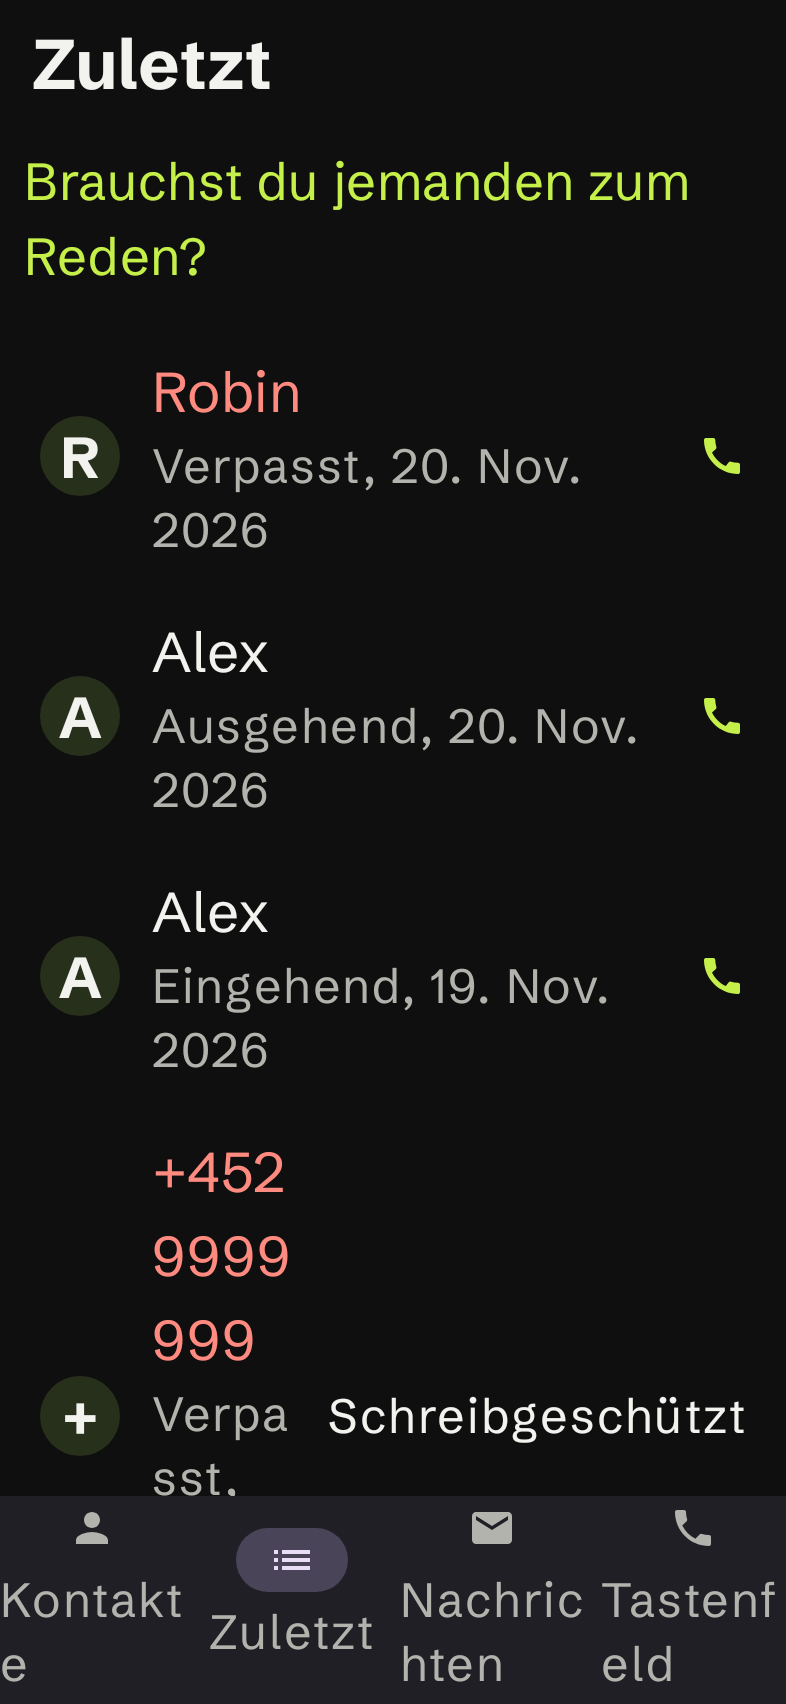 Zuletzt
Brauchst du jemanden zum
Reden?
Robin
R
Verpasst, 20. Nov.
2026
Alex
A
Ausgehend, 20. Nov.
2026
Alex
A
Eingehend, 19. Nov.
2026
+452
9999
999
+
Verpa
sst,
Schreibgeschützt
Kontakt
e
Zuletzt
Nachric
hten
Tastenf
eld